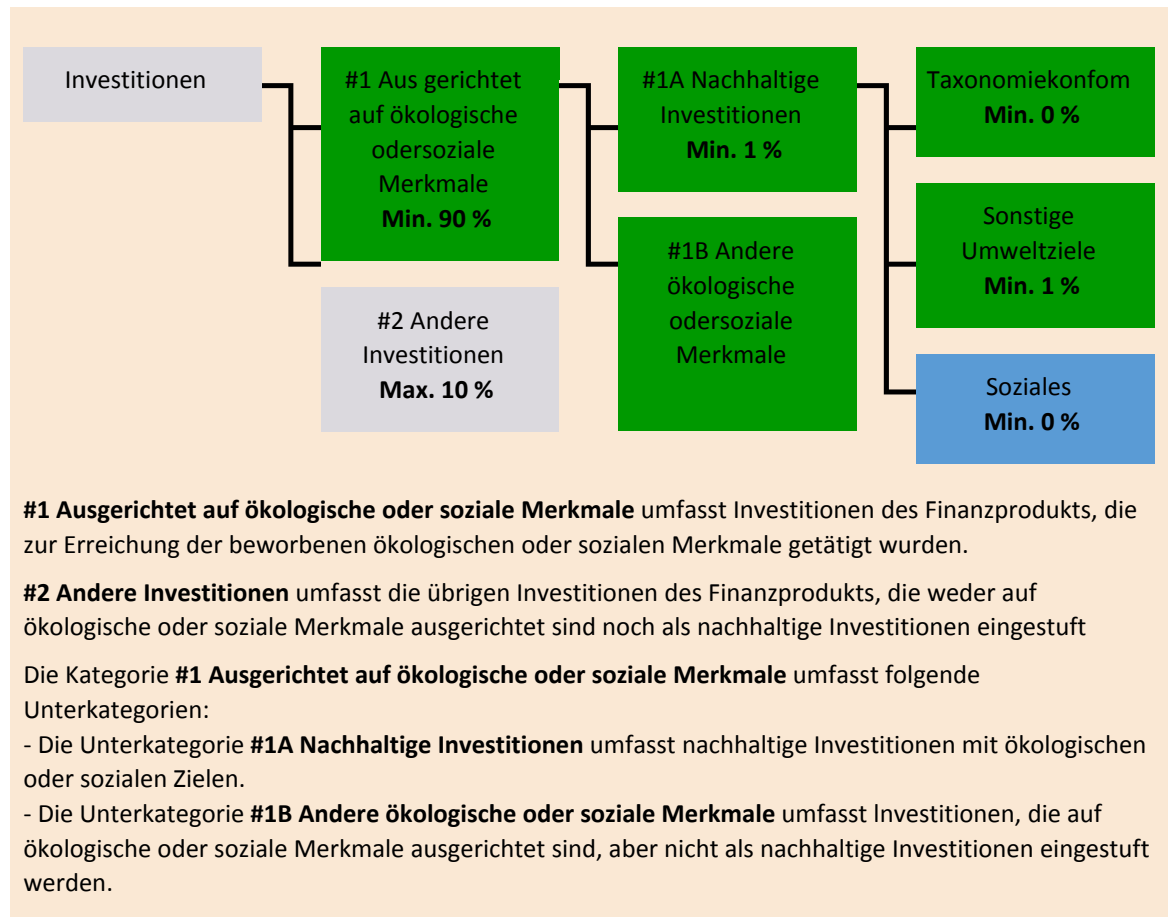 Investitionen
#1 Aus gerichtet
auf ökologische
odersoziale
Merkmale
Min. 90 %
#2 Andere
Investitionen
Max. 10 %
#1A Nachhaltige
Investitionen
Min. 1 %
#1B Andere
ökologische
odersoziale
Merkmale
Taxonomiekonfom
Min. 0 %
Sonstige
Umweltziele
Min. 1 %
Soziales
Min. 0 %
#1 Ausgerichtet auf ökologische oder soziale Merkmale umfasst Investitionen des Finanzprodukts, die
zur Erreichung der beworbenen ökologischen oder sozialen Merkmale getätigt wurden.
#2 Andere Investitionen umfasst die übrigen Investitionen des Finanzprodukts, die weder auf
ökologische oder soziale Merkmale ausgerichtet sind noch als nachhaltige Investitionen eingestuft
Die Kategorie #1 Ausgerichtet auf ökologische oder soziale Merkmale umfasst folgende
Unterkategorien:
- Die Unterkategorie #1A Nachhaltige Investitionen umfasst nachhaltige Investitionen mit ökologischen
oder sozialen Zielen.
- Die Unterkategorie #1B Andere ökologische oder soziale Merkmale umfasst lnvestitionen, die auf
ökologische oder soziale Merkmale ausgerichtet sind, aber nicht als nachhaltige Investitionen eingestuft
werden.